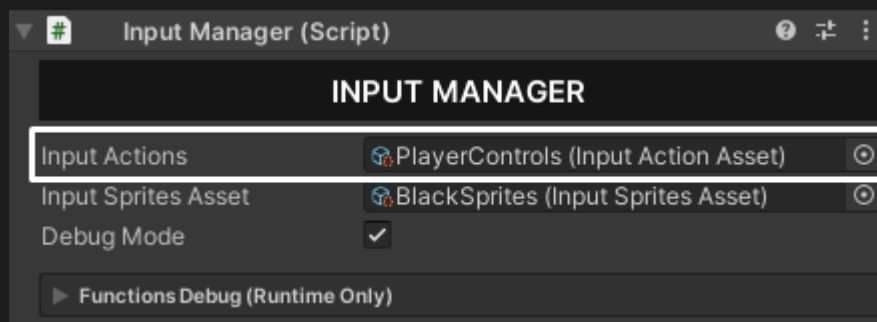 # Input Manager (Script)
INPUT MANAGER
Input Actions PlayerControls (Input Action Asset)
Input Sprites Asset BlackSprites (Input Sprites Asset)
Debug Mode
Functions Debug (Runtime Only)